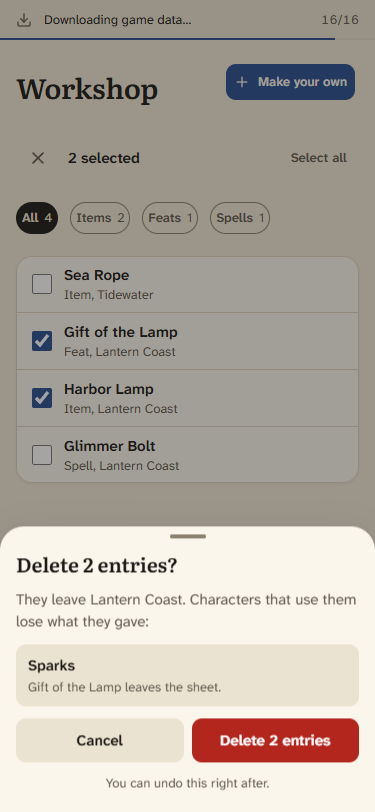 Downloading game data... 16/16
Workshop
+ Make your own
2 selected
Select all
All 4
Items 2
Feats 1
Spells 1
Sea Rope
Item, Tidewater
Gift of the Lamp
Feat, Lantern Coast
Harbor Lamp
Item, Lantern Coast
Glimmer Bolt
Spell, Lantern Coast
Delete 2 entries?
They leave Lantern Coast. Characters that use them
lose what they gave:
Sparks
Gift of the Lamp leaves the sheet.
Cancel
Delete 2 entries
You can undo this right after.